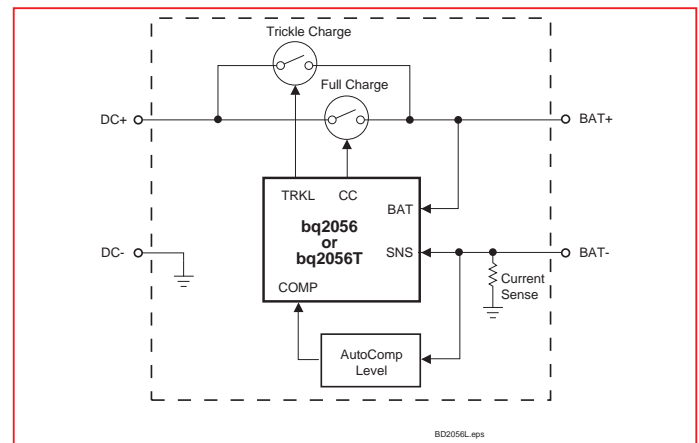 Trickle Charge
Full Charge
DC+
BAT+
TRKL
CC
BAT
bq2056
or
bq2056T
SNS
DC-
BAT-
COMP
Current
Sense
AutoComp
Level
BD2056L.eps